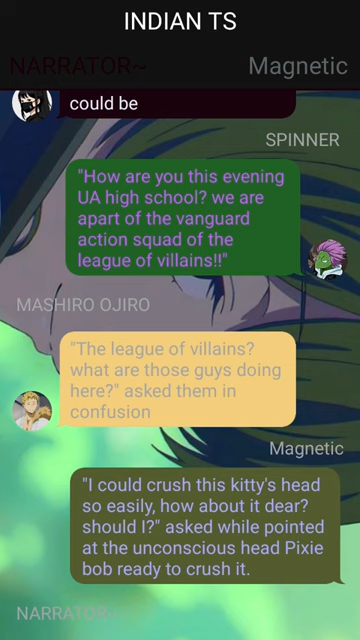 INDIAN TS
NARRATOR~
Magnetic
could be
SPINNER
"How are you this evening
UA high school? we are
apart of the vanguard
action squad of the
league of villains!!"
MASHIRO OJIRO
"The league of villains?
what are those guys doing
here?" asked them in
confusion
Magnetic
"I could crush this kitty's head
so easily, how about it dear?
should I?" asked while pointed
at the unconscious head Pixie
bob ready to crush it.
NARRATOR~